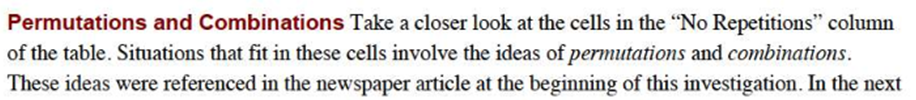 Permutations and Combinations Take a closer look at the cells in the “No Repetitions” column
of the table. Situations that fit in these cells involve the ideas of permutations and combinations.
These ideas were referenced in the newspaper article at the beginning of this investigation. In the next